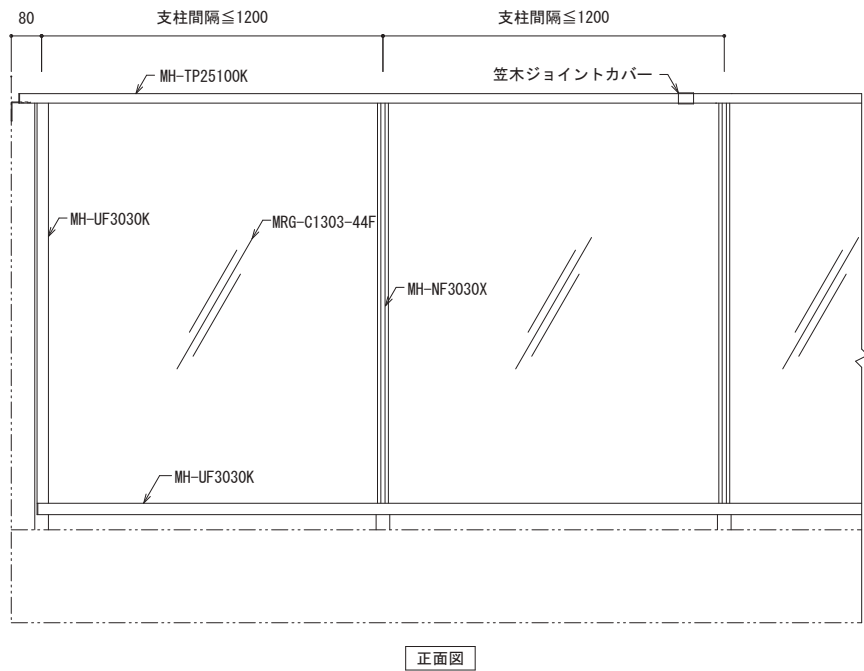 80
支柱間隔≦1200
支柱間隔≦1200
MH-TP25100K
笠木ジョイントカバー
MH-UF3030K
MRG-C1303-44F
MH-NF3030X
MH-UF3030K
正面図